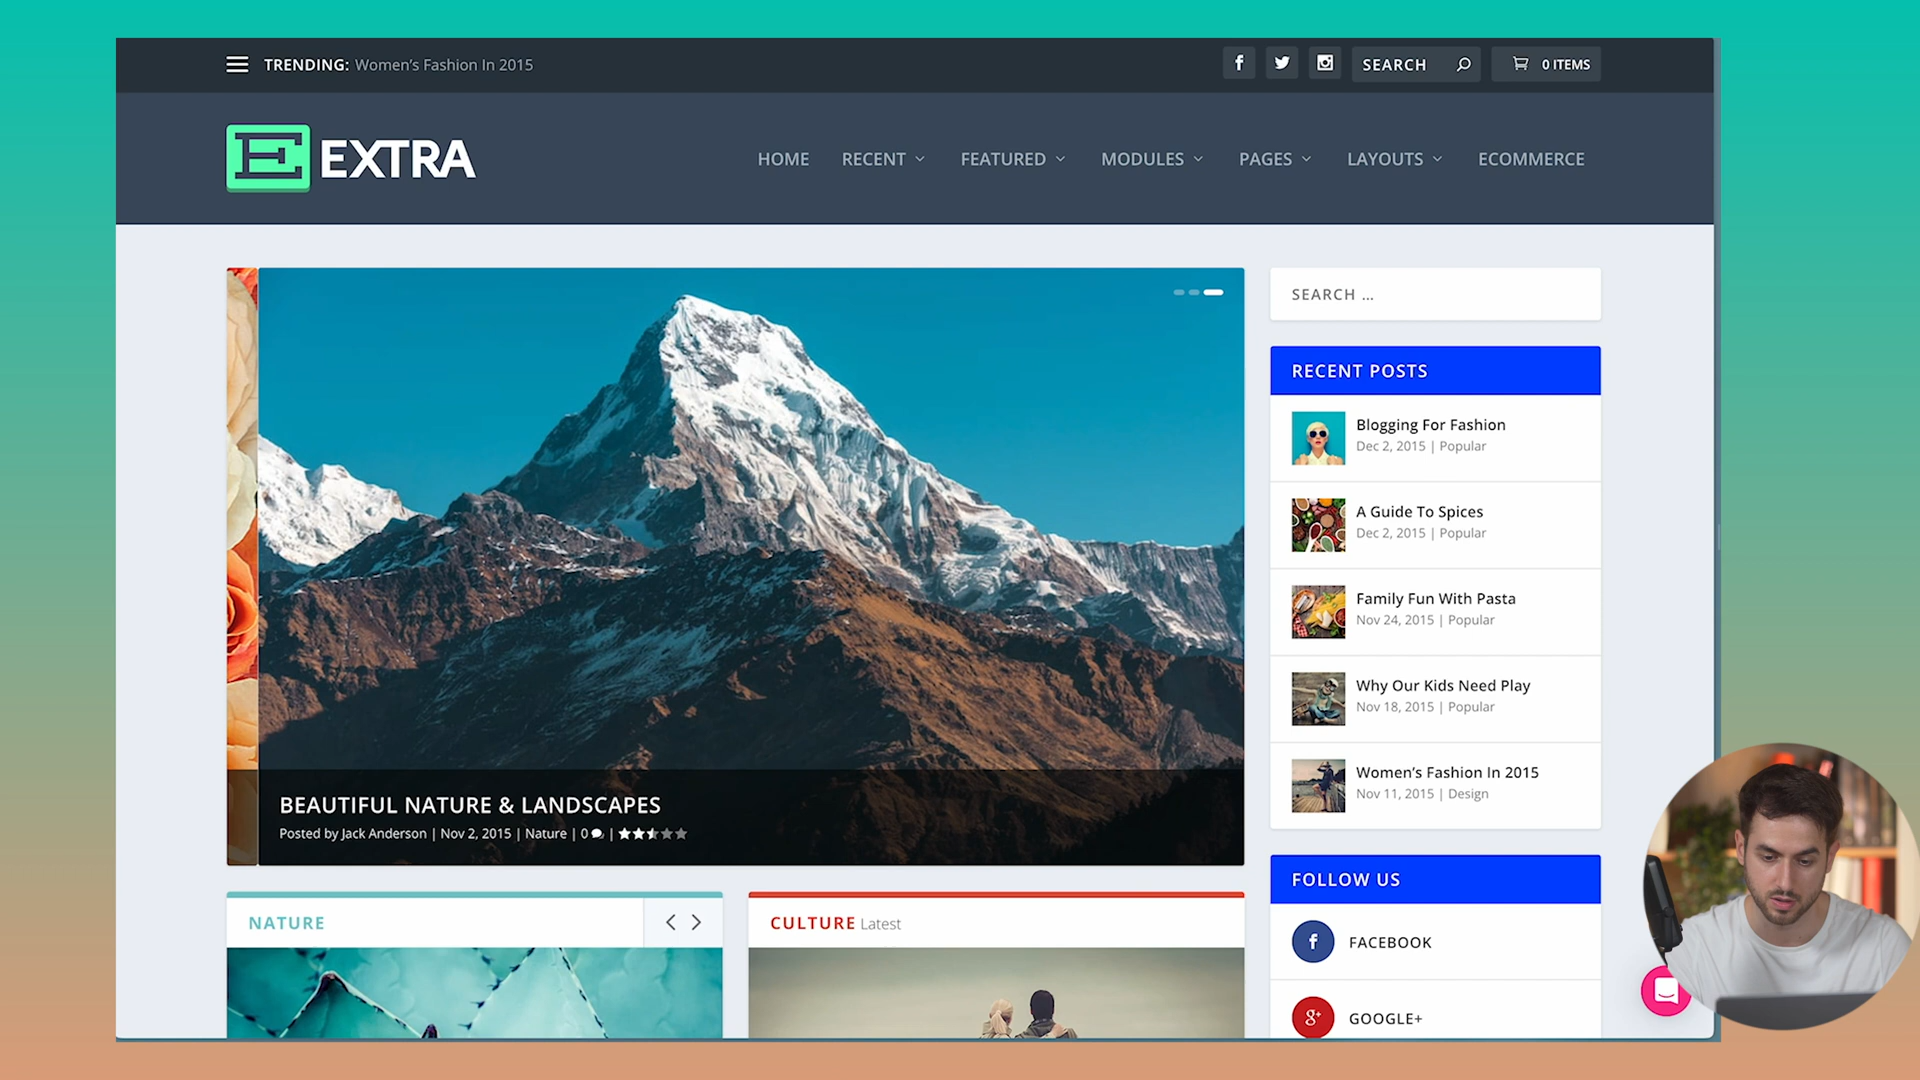 TRENDING: Women's Fashion In 2015
SEARCH
0 ITEMS
E EXTRA
HOME
RECENT
FEATURED
MODULES
PAGES
LAYOUTS
ECOMMERCE
SEARCH ...
RECENT POSTS
Blogging For Fashion
Dec 2, 2015 | Popular
A Guide To Spices
Dec 2, 2015 | Popular
Family Fun With Pasta
Nov 24, 2015 | Popular
Why Our Kids Need Play
Nov 18, 2015 | Popular
Women's Fashion In 2015
Nov 11, 2015 | Design
BEAUTIFUL NATURE & LANDSCAPES
Posted by Jack Anderson | Nov 2, 2015 | Nature | 0 |
NATURE
CULTURE Latest
FOLLOW US
f FACEBOOK
g+ GOOGLE+